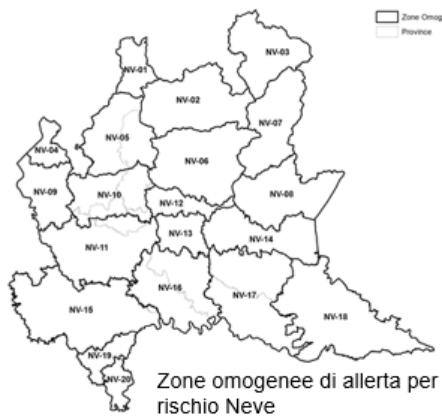 Zone Omog
Province
NV-03
NV-01
NV-02
NV-07
NV-05
NV-04
NV-06
NV-09
NV-10
NV-08
NV-12
NV-13
NV-14
NV-11
NV-16
NV-17
NV-15
NV-18
NV-19
NV-20
Zone omogenee di allerta per
rischio Neve